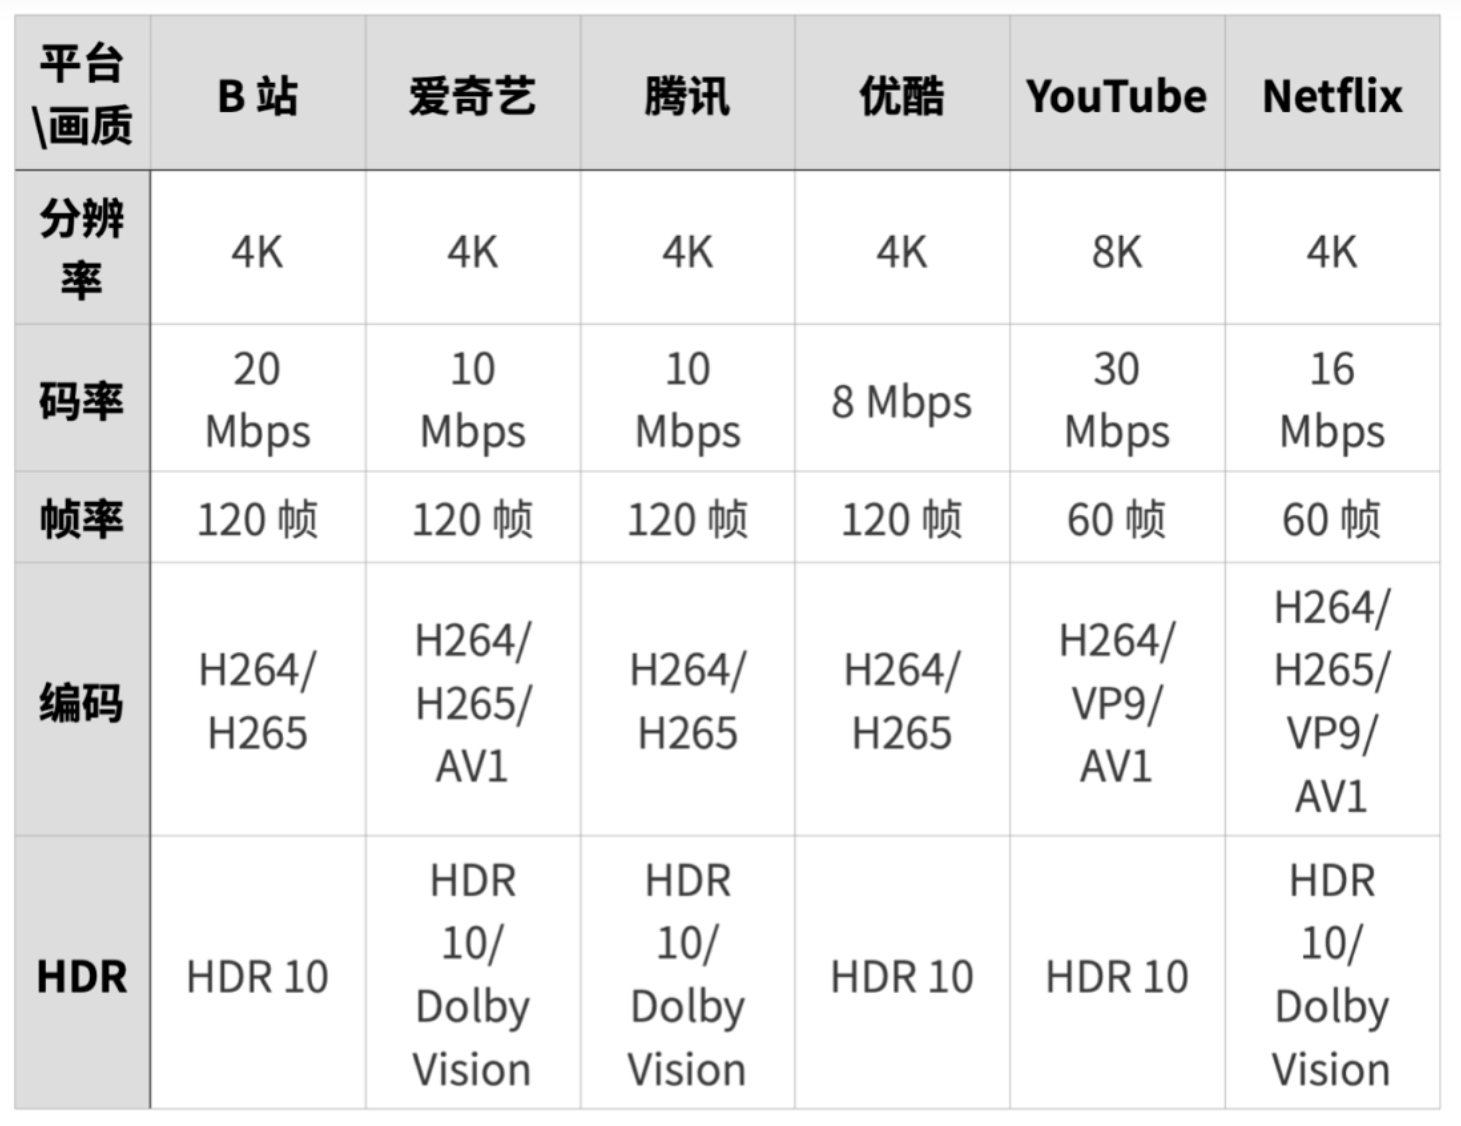 平台
\画质
B 站
爱奇艺
腾讯
优酷
YouTube
Netflix
分辨
率
4K
4K
4K
4K
8K
4K
码率
20
Mbps
10
Mbps
10
Mbps
8 Mbps
30
Mbps
16
Mbps
帧率
120 帧
120 帧
120 帧
120 帧
60 帧
60 帧
编码
H264/
H265
H264/
H265/
AV1
H264/
H265
H264/
H265
H264/
VP9/
AV1
H264/
H265/
VP9/
AV1
HDR
HDR 10
HDR
10/
Dolby
Vision
HDR
10/
Dolby
Vision
HDR 10
HDR 10
HDR
10/
Dolby
Vision